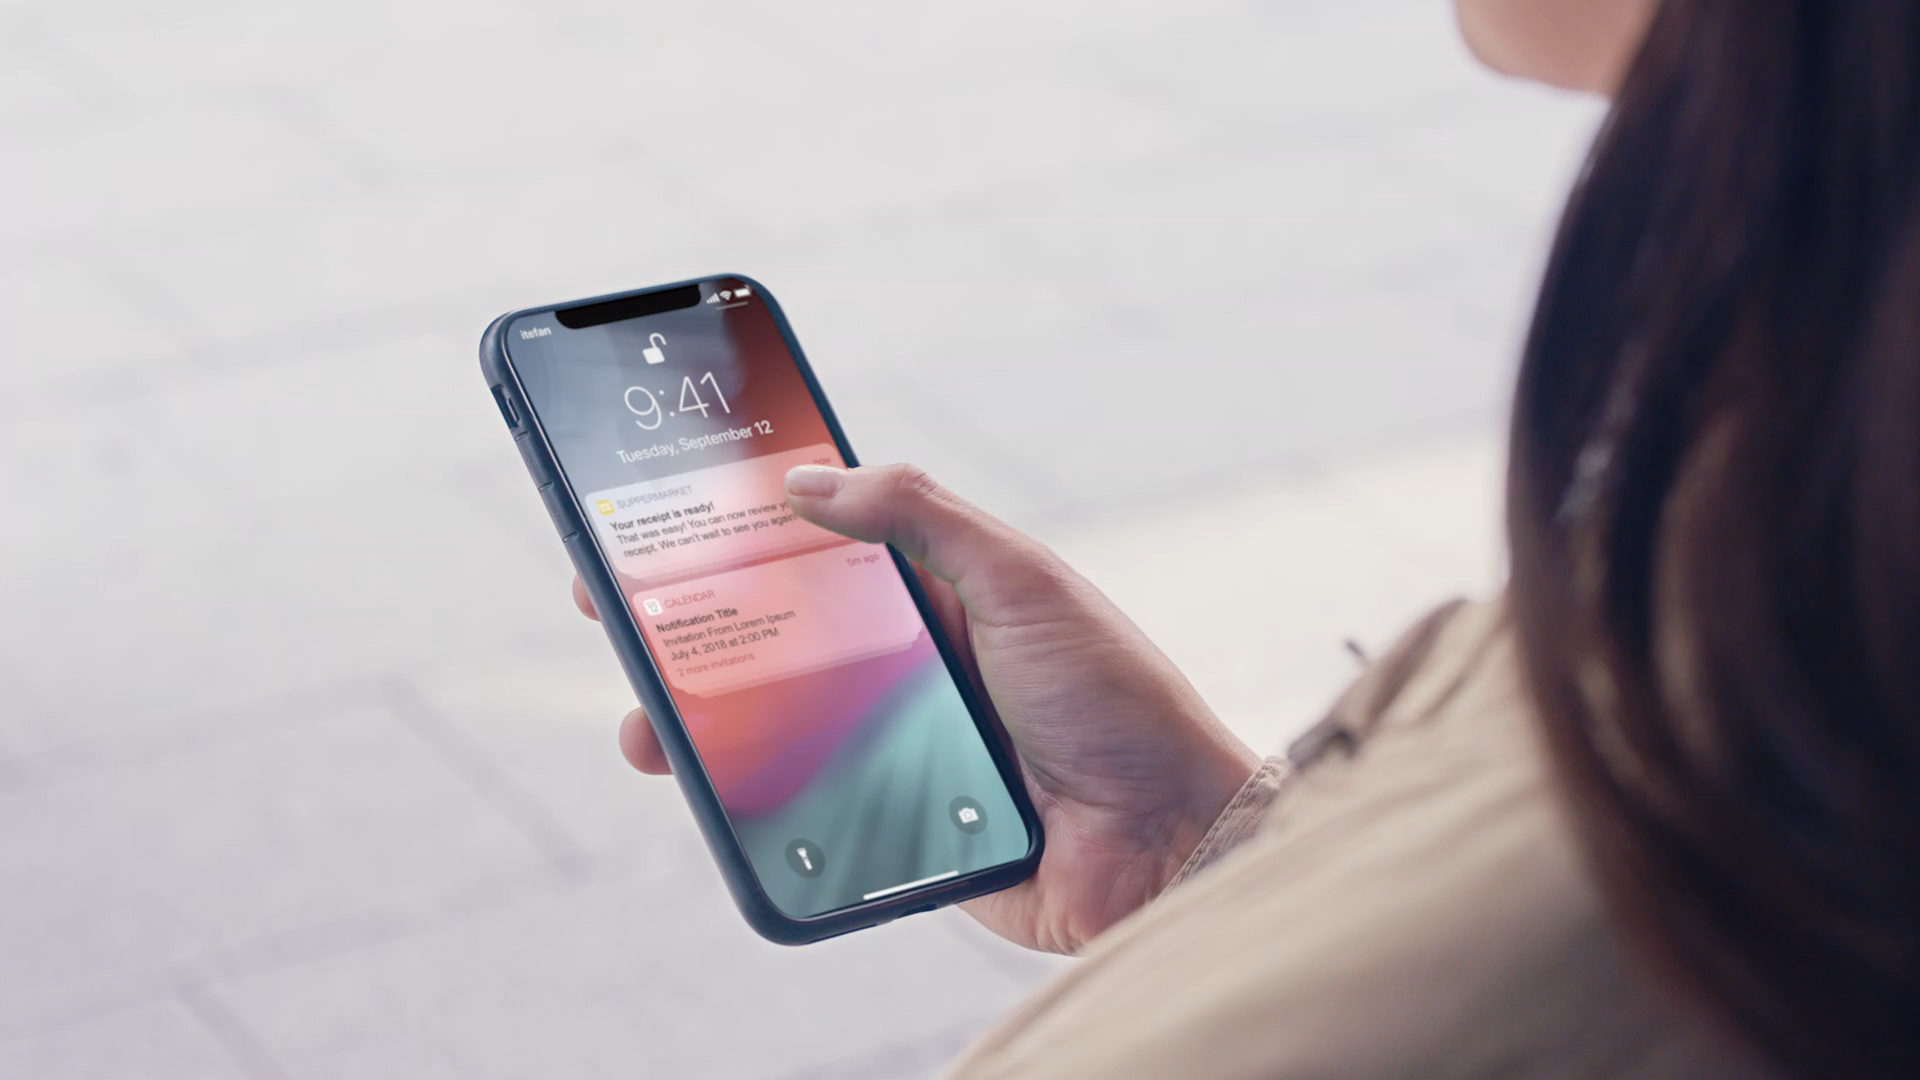 itefan
9:41
Tuesday, September 12
SUPPERMARKET
now
Your receipt is ready!
That was easy! You can now review
receipt. We can't wait to see you again
CALENDAR
5m ago
Notification Title
Invitation From Lorem Ipsum
July 4, 2018 at 2:00 PM
2 more invitations